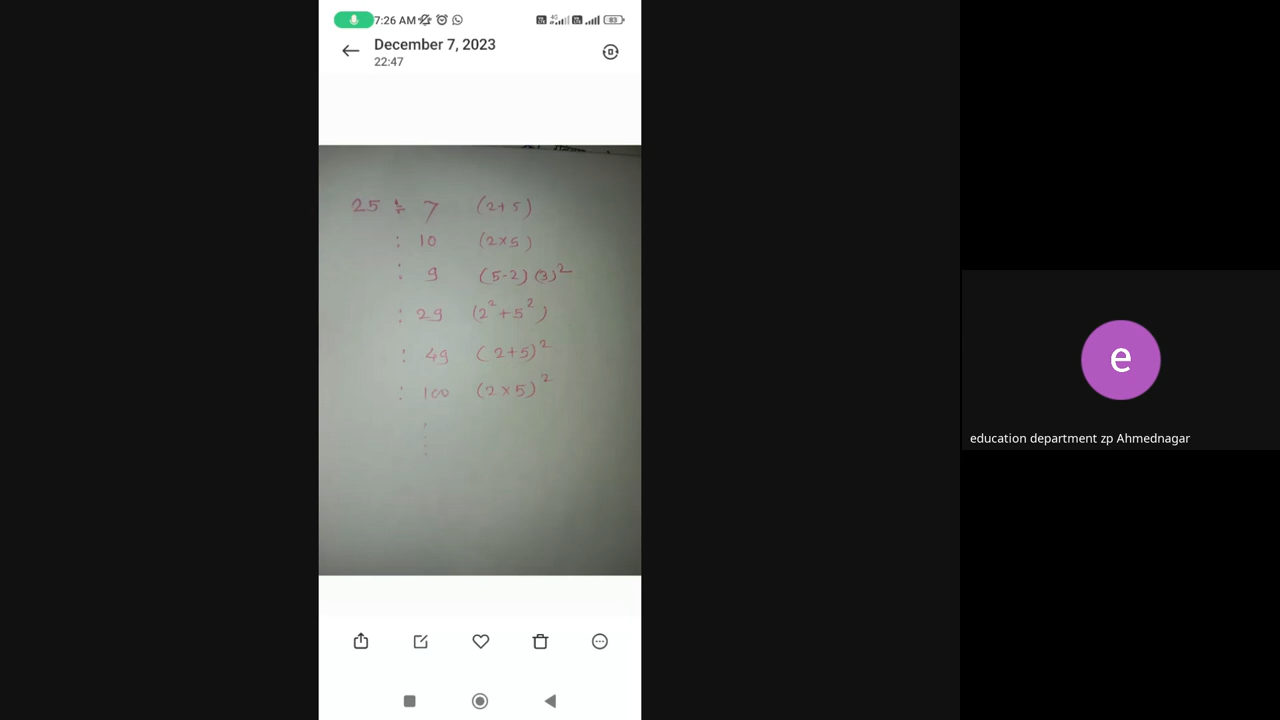 7:26 AM
83
December 7, 2023
22:47
25 : 7 (2+5)
: 10 (2×5)
: 9 (5-2) (3)²
: 29 (2²+5²)
: 49 (2+5)²
: 100 (2×5)²
e
education department zp Ahmednagar